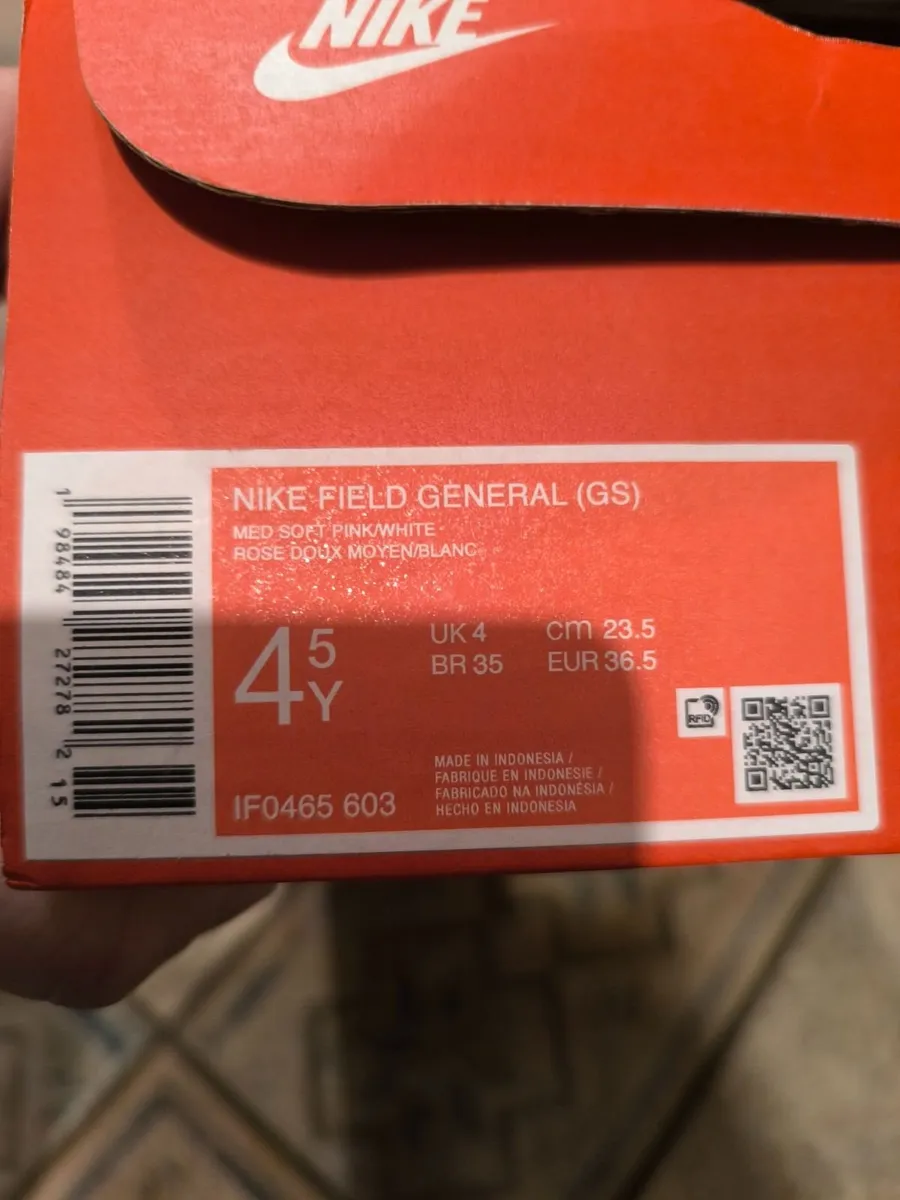 NIKE
NIKE FIELD GENERAL (GS)
MED SOFT PINK/WHITE
ROSE DOUX MOYEN/BLANC
4 5 Y
UK 4 cm 23.5
BR 35 EUR 36.5
RFID
MADE IN INDONESIA /
FABRIQUE EN INDONESIE /
FABRICADO NA INDONÉSIA /
HECHO EN INDONESIA
IF0465 603
1 98484 27278 2 15